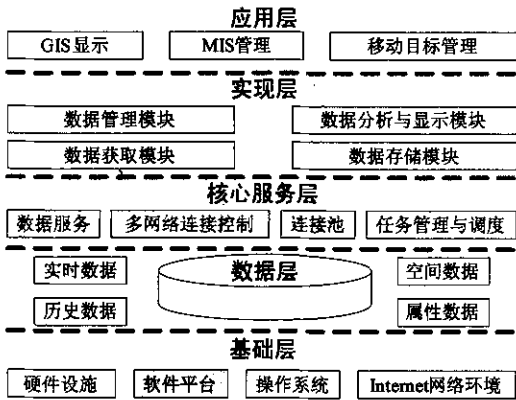 应用层
GIS显示 MIS管理 移动目标管理
实现层
数据管理模块 数据分析与显示模块
数据获取模块 数据存储模块
核心服务层
数据服务 多网络连接控制 连接池 任务管理与调度
实时数据 数据层 空间数据
历史数据 属性数据
基础层
硬件设施 软件平台 操作系统 Internet网络环境